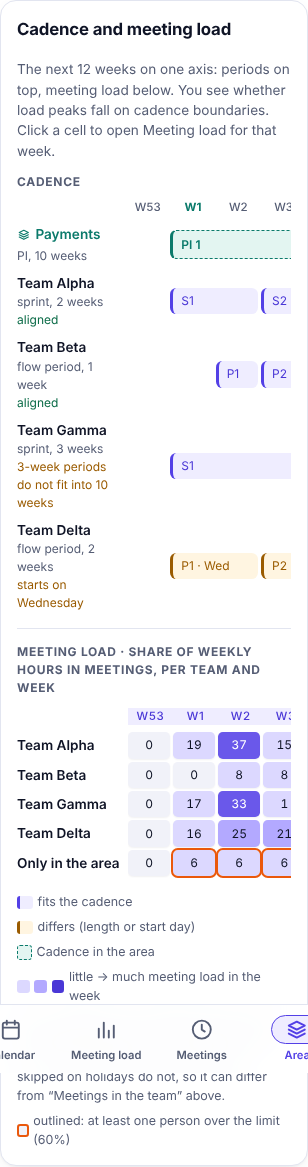 Cadence and meeting load
The next 12 weeks on one axis: periods on
top, meeting load below. You see whether
load peaks fall on cadence boundaries.
Click a cell to open Meeting load for that
week.
CADENCE
W53 W1 W2 W3
Payments
PI, 10 weeks
PI 1
Team Alpha
sprint, 2 weeks
aligned
S1 S2
Team Beta
flow period, 1
week
aligned
P1 P2
Team Gamma
sprint, 3 weeks
3-week periods
do not fit into 10
weeks
S1
Team Delta
flow period, 2
weeks
starts on
Wednesday
P1 · Wed P2
MEETING LOAD · SHARE OF WEEKLY
HOURS IN MEETINGS, PER TEAM AND
WEEK
W53 W1 W2 W3
Team Alpha 0 19 37 15
Team Beta 0 0 8 8
Team Gamma 0 17 33 1
Team Delta 0 16 25 21
Only in the area 0 6 6 6
fits the cadence
differs (length or start day)
Cadence in the area
little → much meeting load in the
week
lendar Meeting load Meetings Area
skipped on holidays do not, so it can differ
from “Meetings in the team” above.
outlined: at least one person over the limit
(60%)